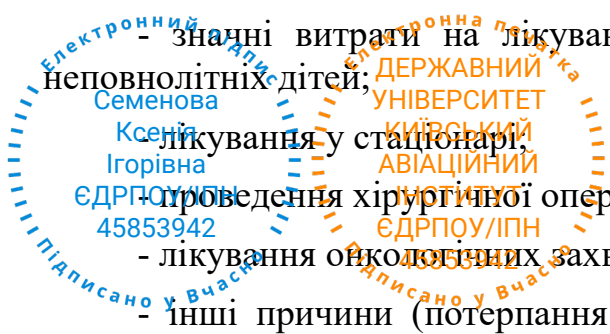 - значні витрати на лікуван
неповнолітніх дітей;
- лікування у стаціонарі;
- проведення хірургічної опер
- лікування онкологічних захв
- інші причини (потерпання
Електронний підпис
Семенова
Ксенія
Ігорівна
ЄДРПОУ/ІПН
45853942
Підписано у Вчасно
Електронна печатка
ДЕРЖАВНИЙ
УНІВЕРСИТЕТ
КИЇВСЬКИЙ
АВІАЦІЙНИЙ
ІНСТИТУТ
ЄДРПОУ/ІПН
45853942
Підписано у Вчасно